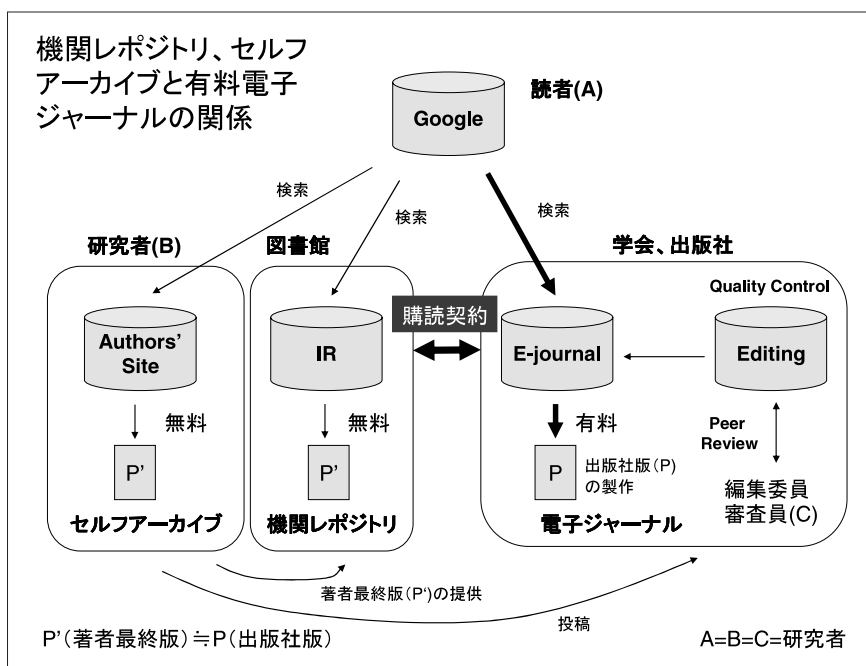 機関レポジトリ、セルフ
アーカイブと有料電子
ジャーナルの関係
読者(A)
Google
検索
検索
検索
研究者(B)
図書館
学会、出版社
Quality Control
購読契約
Authors'
Site
IR
E-journal
Editing
無料
無料
有料
Peer
Review
P'
P'
P
出版社版(P)
の製作
編集委員
審査員(C)
セルフアーカイブ
機関レポジトリ
電子ジャーナル
著者最終版(P')の提供
投稿
P'(著者最終版)≒P(出版社版)
A=B=C=研究者